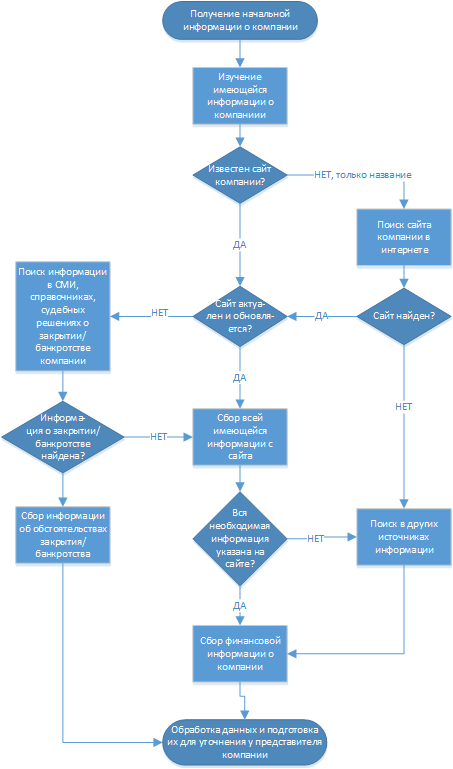 Получение начальной
информации о компании
Изучение
имеющейся
информации о
компаниии
Известен сайт
компании?
НЕТ, только название
Поиск сайта
компании в
интернете
ДА
Поиск информации
в СМИ,
справочниках,
судебных
решениях о
закрытии/
банкротстве
компании
НЕТ
Сайт актуа-
лен и обновля-
ется?
ДА
Сайт найден?
ДА
НЕТ
Информа-
ция о закрытии/
банкротстве
найдена?
НЕТ
Сбор всей
имеющейся
информации с
сайта
Сбор информации
об обстоятельствах
закрытия/
банкротства
Вся
необходимая
информация
указана на
сайте?
НЕТ
Поиск в других
источниках
информации
ДА
Сбор финансовой
информации о
компании
Обработка данных и подготовка
их для уточнения у представителя
компании